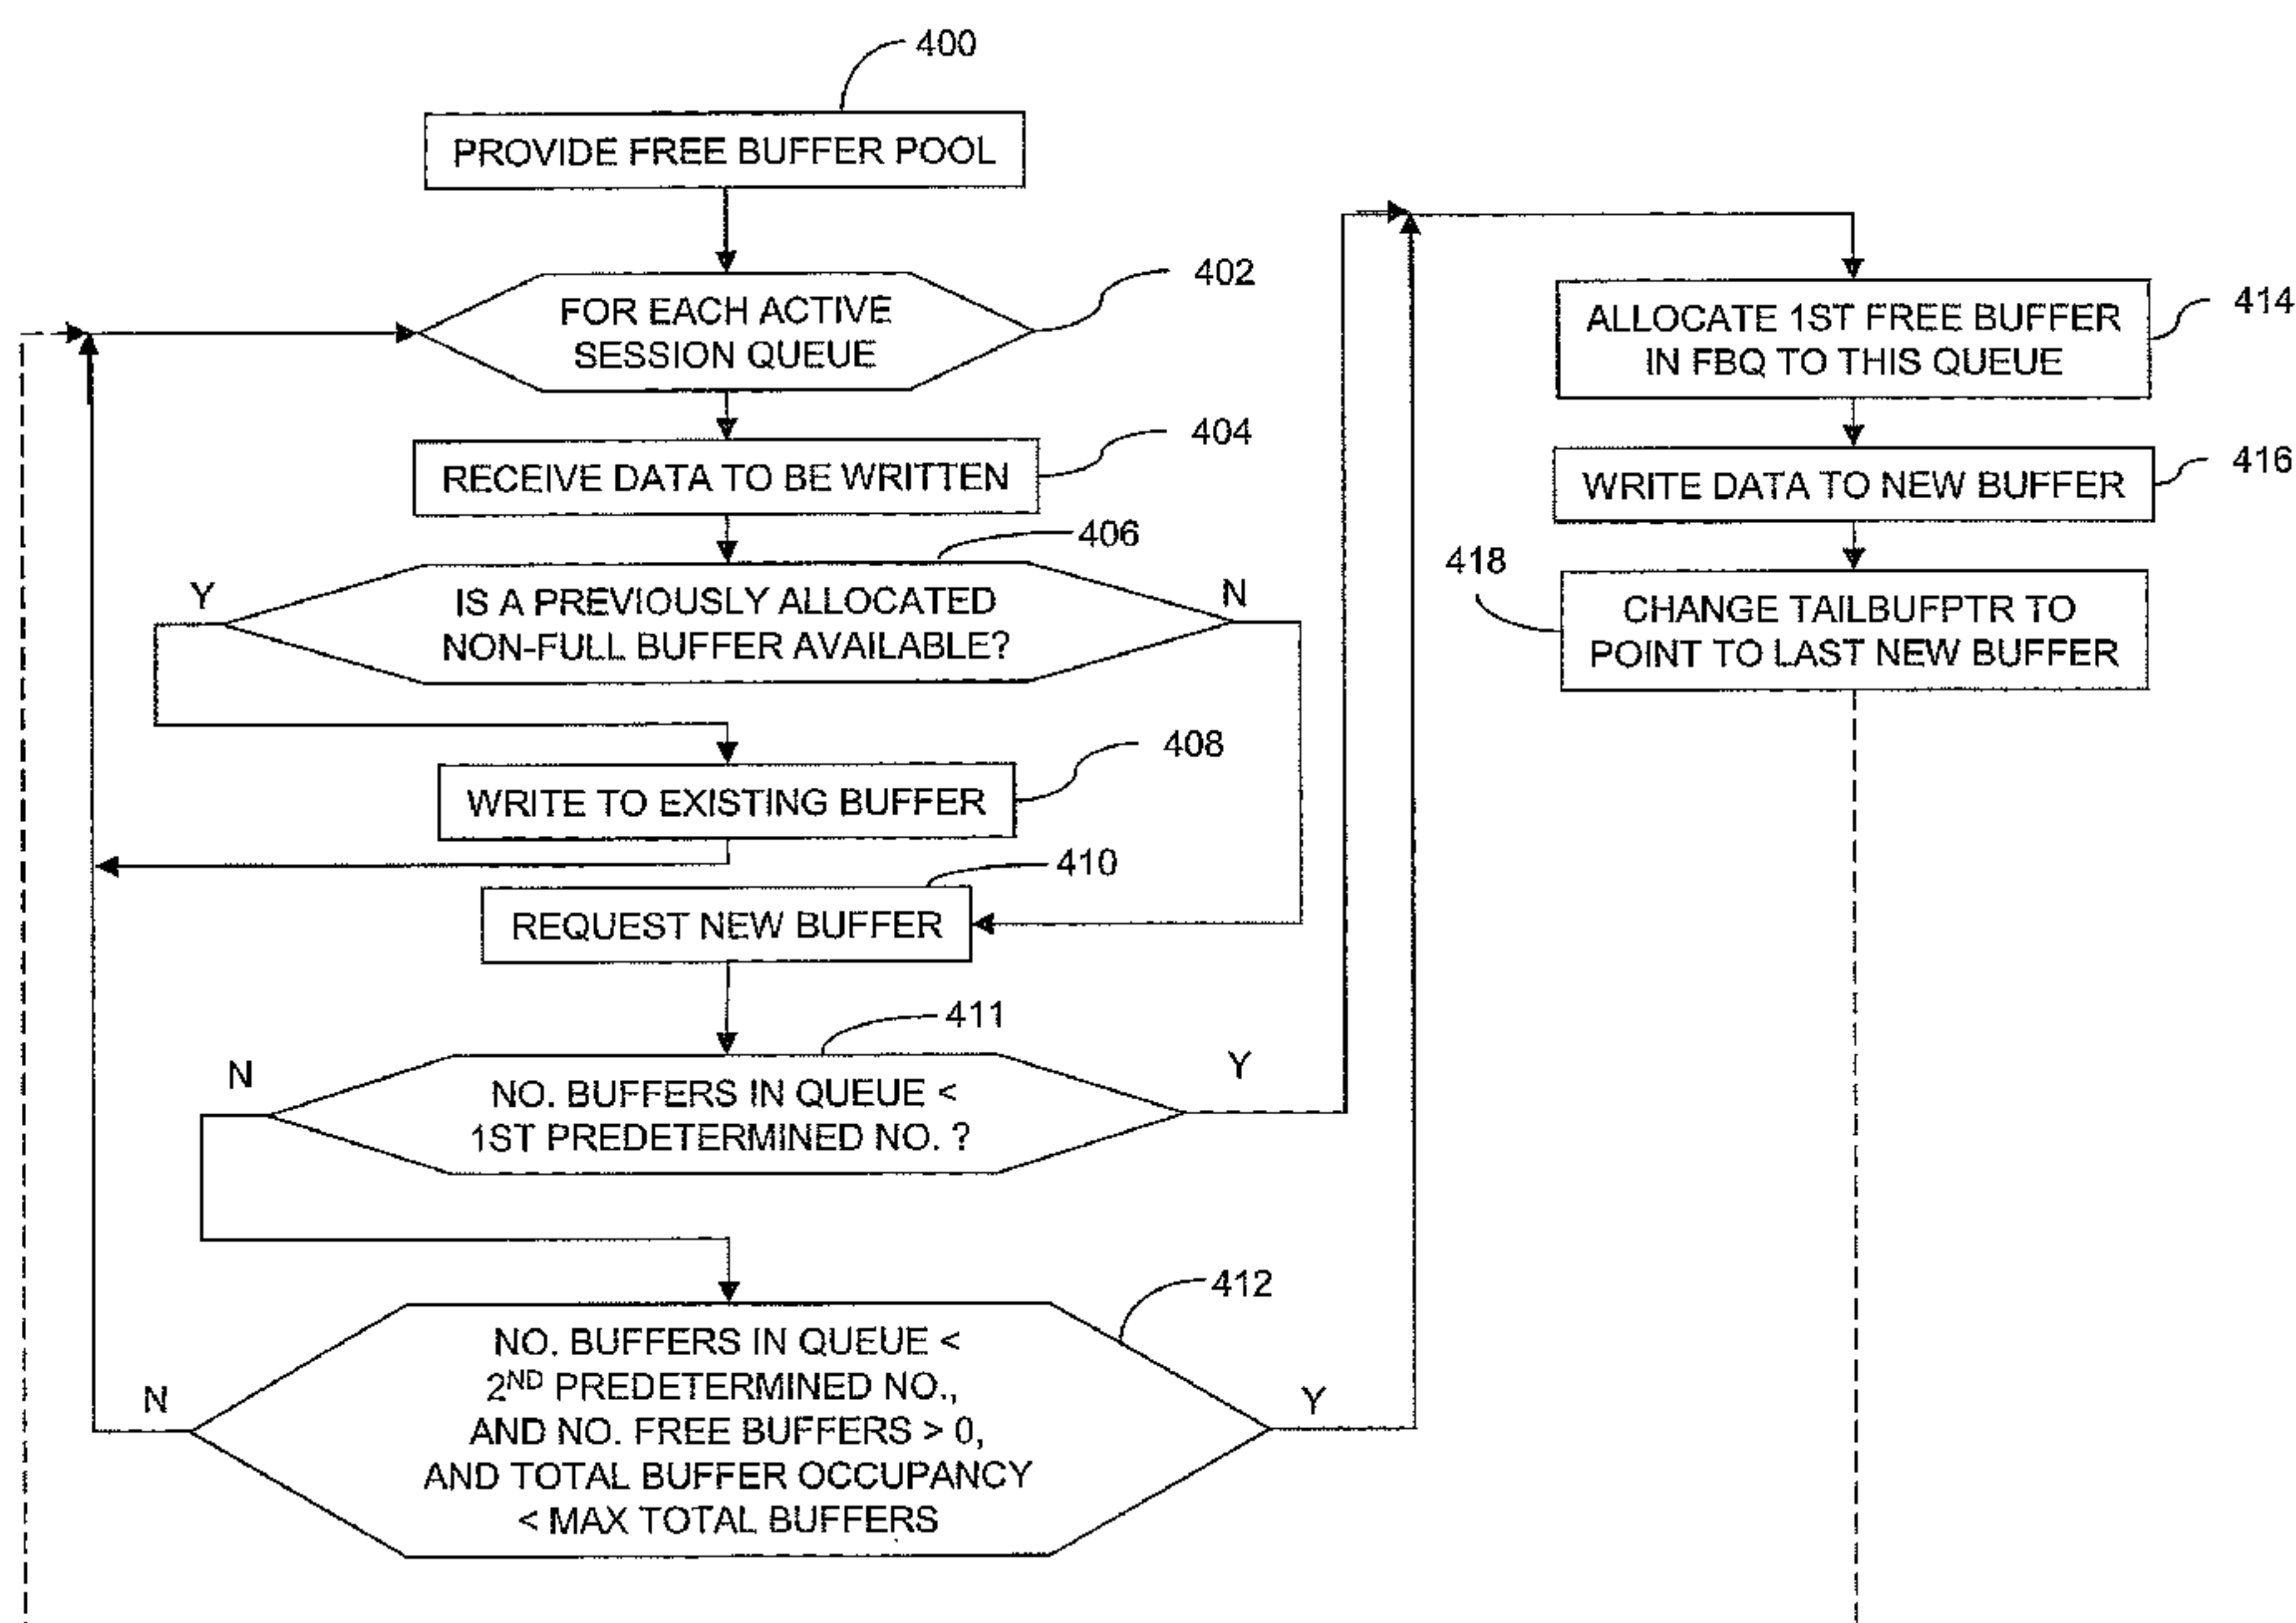 400
PROVIDE FREE BUFFER POOL
402
FOR EACH ACTIVE
SESSION QUEUE
404
RECEIVE DATA TO BE WRITTEN
406
Y
N
IS A PREVIOUSLY ALLOCATED
NON-FULL BUFFER AVAILABLE?
408
WRITE TO EXISTING BUFFER
410
REQUEST NEW BUFFER
411
N
Y
NO. BUFFERS IN QUEUE <
1ST PREDETERMINED NO. ?
412
NO. BUFFERS IN QUEUE <
2ND PREDETERMINED NO.,
N
Y
AND NO. FREE BUFFERS > 0,
AND TOTAL BUFFER OCCUPANCY
< MAX TOTAL BUFFERS
414
ALLOCATE 1ST FREE BUFFER
IN FBQ TO THIS QUEUE
416
WRITE DATA TO NEW BUFFER
418
CHANGE TAILBUFPTR TO
POINT TO LAST NEW BUFFER